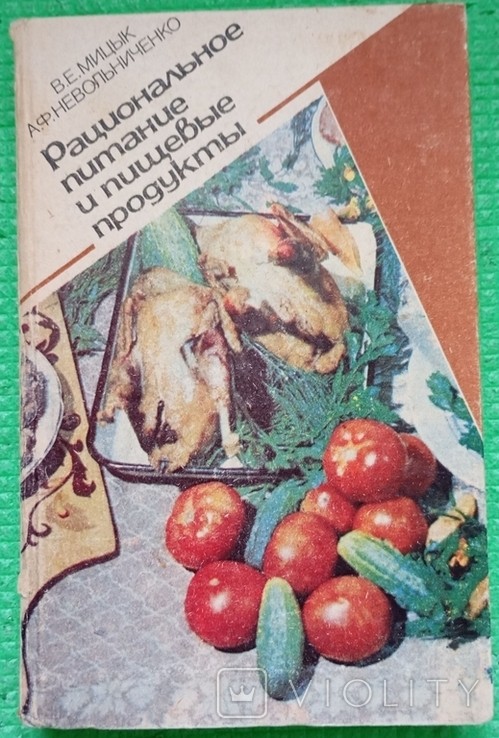 В.Е.МИЦЫК
А.Ф.НЕВОЛЬНИЧЕНКО
Рациональное
питание
и пищевые
продукты
VIOLITY